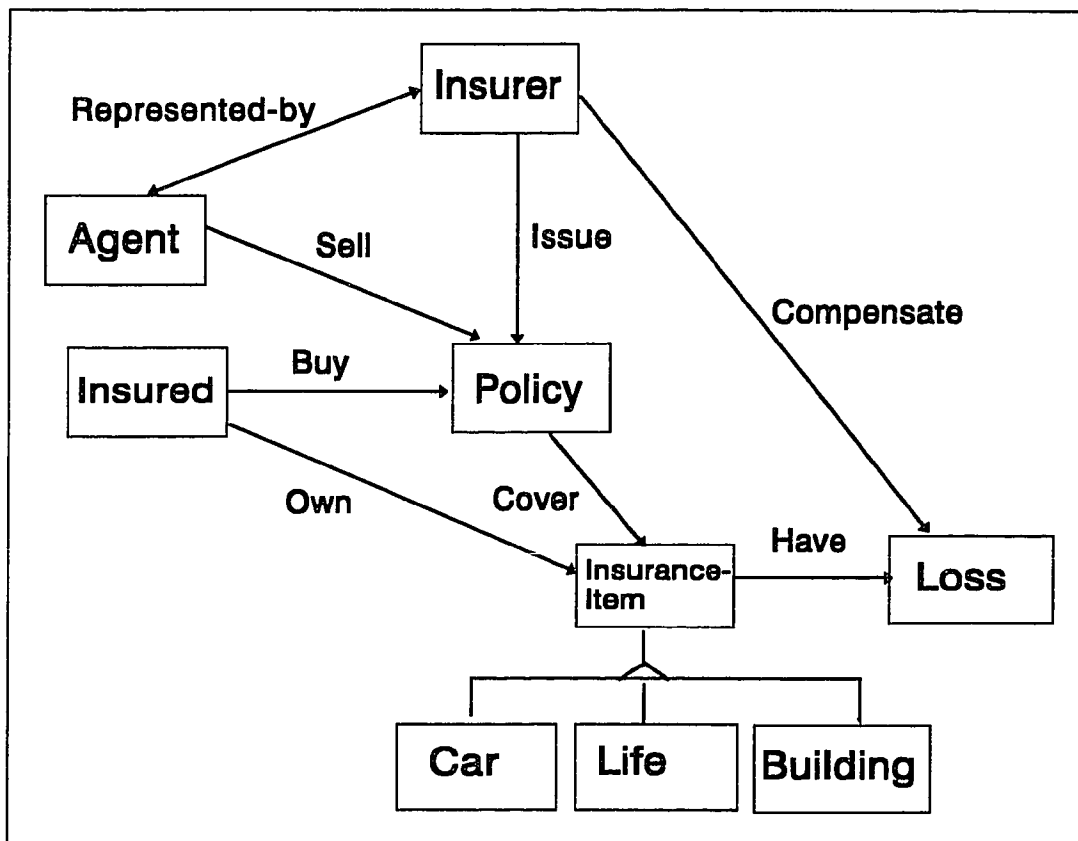 Insurer
Represented-by
Agent
Sell
Issue
Compensate
Insured
Buy
Policy
Own
Cover
Insurance-
Item
Have
Loss
Car
Life
Building